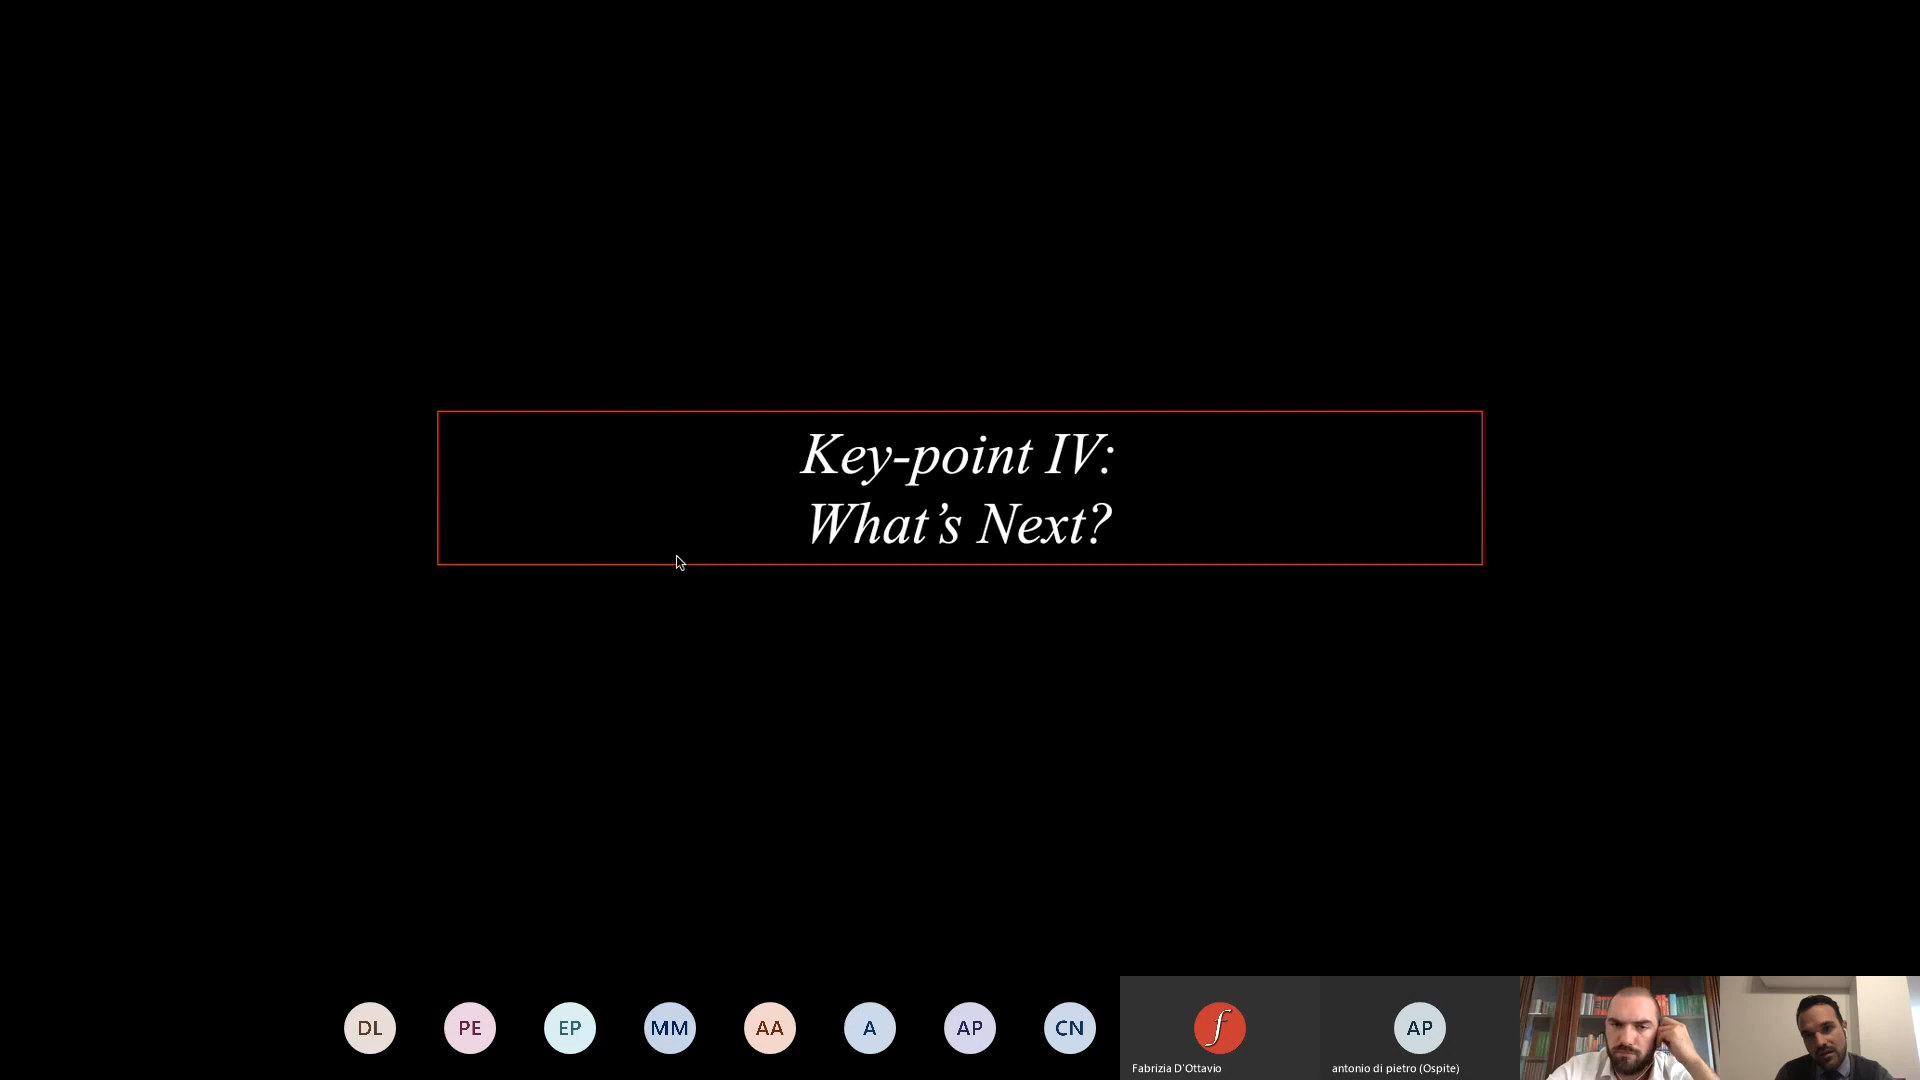 Key-point IV:
What’s Next?
DL
PE
EP
MM
AA
A
AP
CN
f
AP
Fabrizia D'Ottavio
antonio di pietro (Ospite)